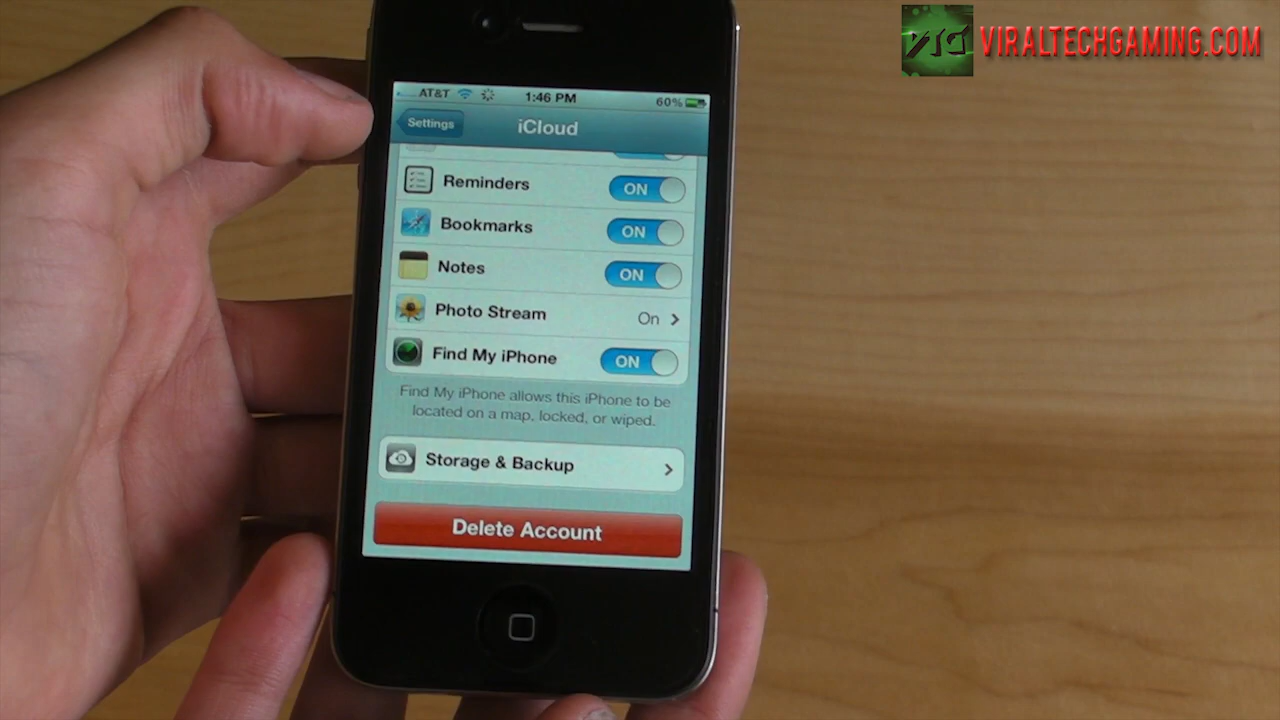 VTG VIRALTECHGAMING.COM
AT&T 1:46 PM 60%
Settings iCloud
Reminders ON
Bookmarks ON
Notes ON
Photo Stream On
Find My iPhone ON
Find My iPhone allows this iPhone to be
located on a map, locked, or wiped.
Storage & Backup
Delete Account